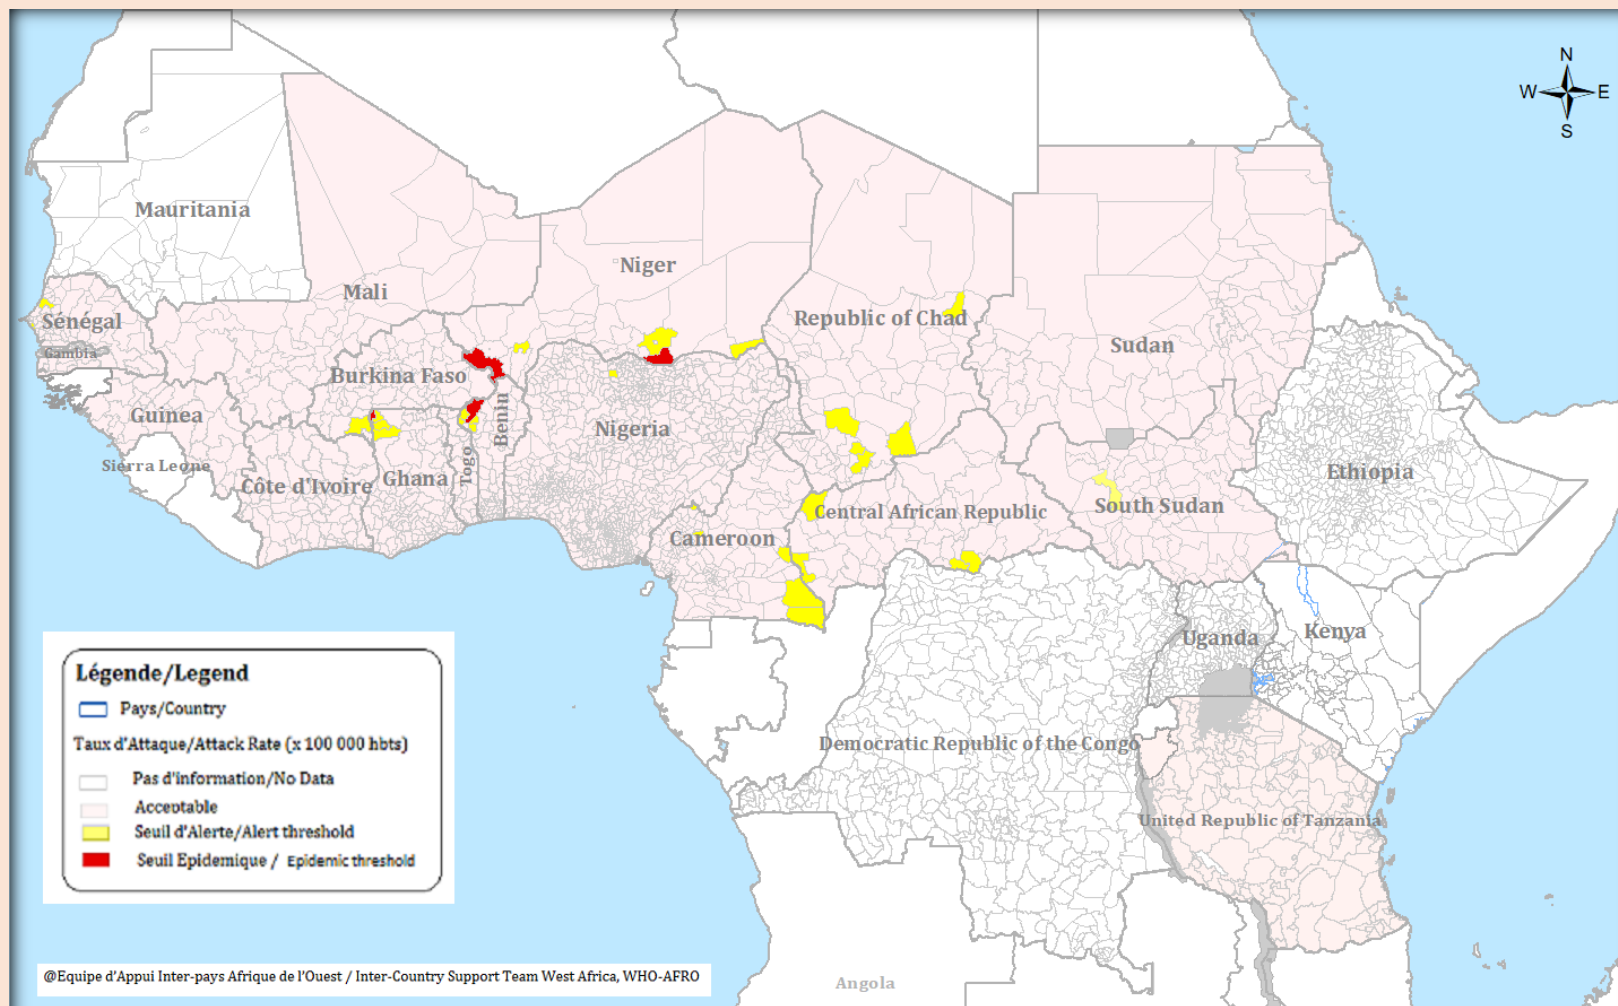 N
W E
S
Mauritania
Niger
Mali
Sénégal
Republic of Chad
Sudan
Gambia
Burkina Faso
Guinea
Benin
Nigeria
Sierra Leone
Côte d'Ivoire
Ghana
Togo
Ethiopia
Central African Republic
South Sudan
Cameroon
Uganda
Kenya
Democratic Republic of the Congo
United Republic of Tanzania
Angola
Légende/Legend
Pays/Country
Taux d'Attaque/Attack Rate (x 100 000 hbts)
Pas d'information/No Data
Acceptable
Seuil d'Alerte/Alert threshold
Seuil Epidemique / Epidemic threshold
@Equipe d'Appui Inter-pays Afrique de l'Ouest / Inter-Country Support Team West Africa, WHO-AFRO